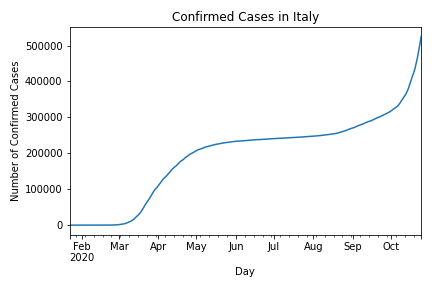 Confirmed Cases in Italy
Number of Confirmed Cases
500000
400000
300000
200000
100000
0
Feb Mar Apr May Jun Jul Aug Sep Oct
2020
Day